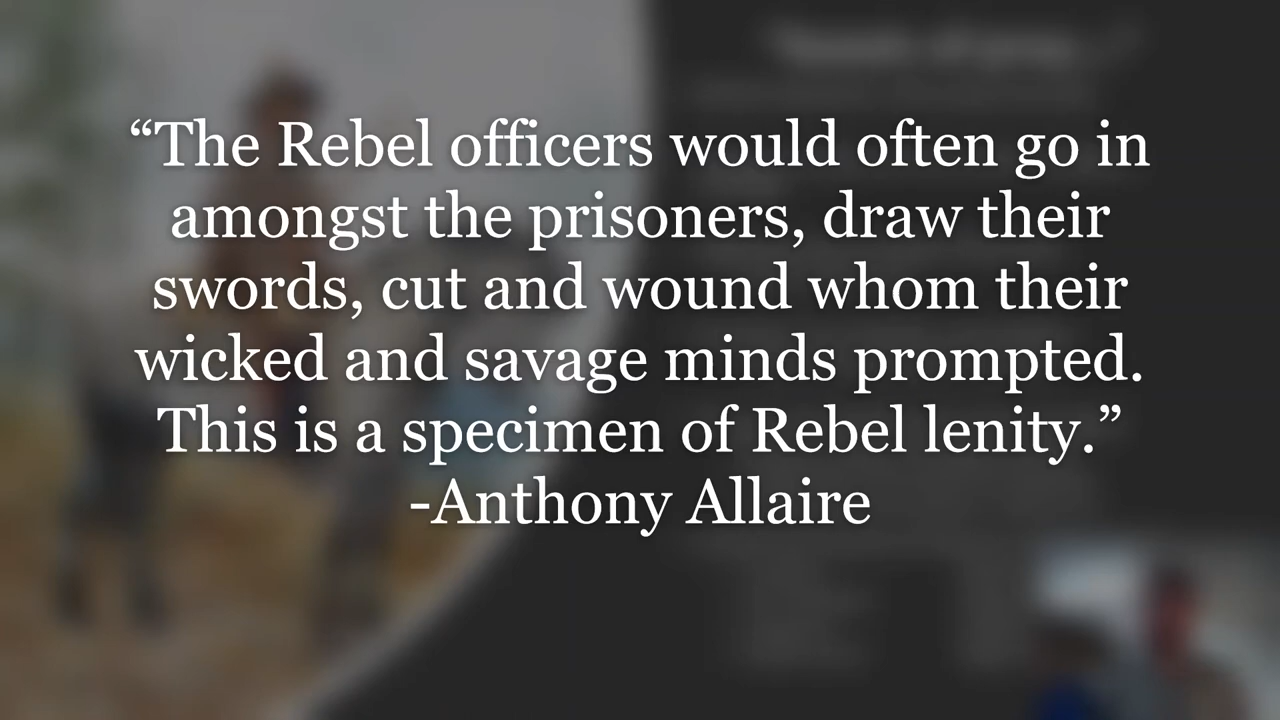 “The Rebel officers would often go in
amongst the prisoners, draw their
swords, cut and wound whom their
wicked and savage minds prompted.
This is a specimen of Rebel lenity.”
-Anthony Allaire